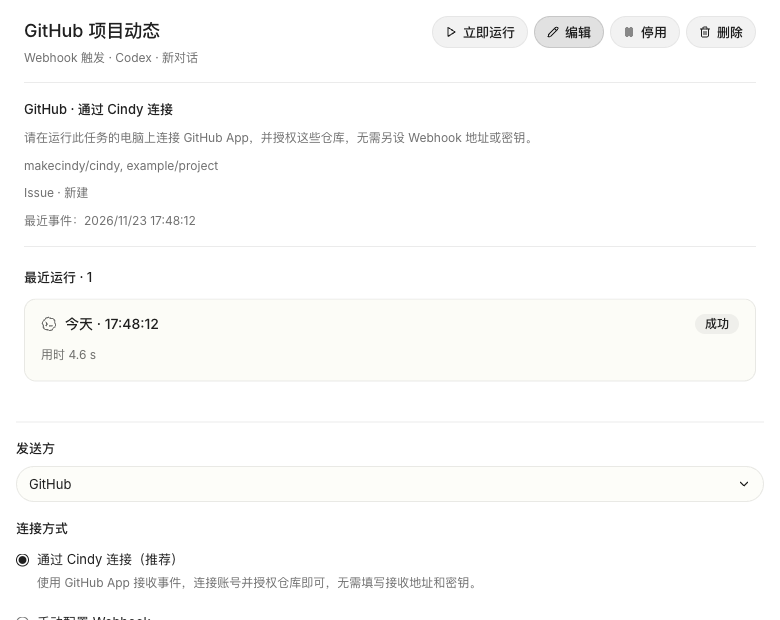 GitHub 项目动态
立即运行
编辑
停用
删除
Webhook 触发 · Codex · 新对话
GitHub · 通过 Cindy 连接
请在运行此任务的电脑上连接 GitHub App，并授权这些仓库，无需另设 Webhook 地址或密钥。
makecindy/cindy, example/project
Issue · 新建
最近事件：2026/11/23 17:48:12
最近运行 · 1
今天 · 17:48:12
成功
用时 4.6 s
发送方
GitHub
连接方式
通过 Cindy 连接（推荐）
使用 GitHub App 接收事件，连接账号并授权仓库即可，无需填写接收地址和密钥。
手动配置 Webhook